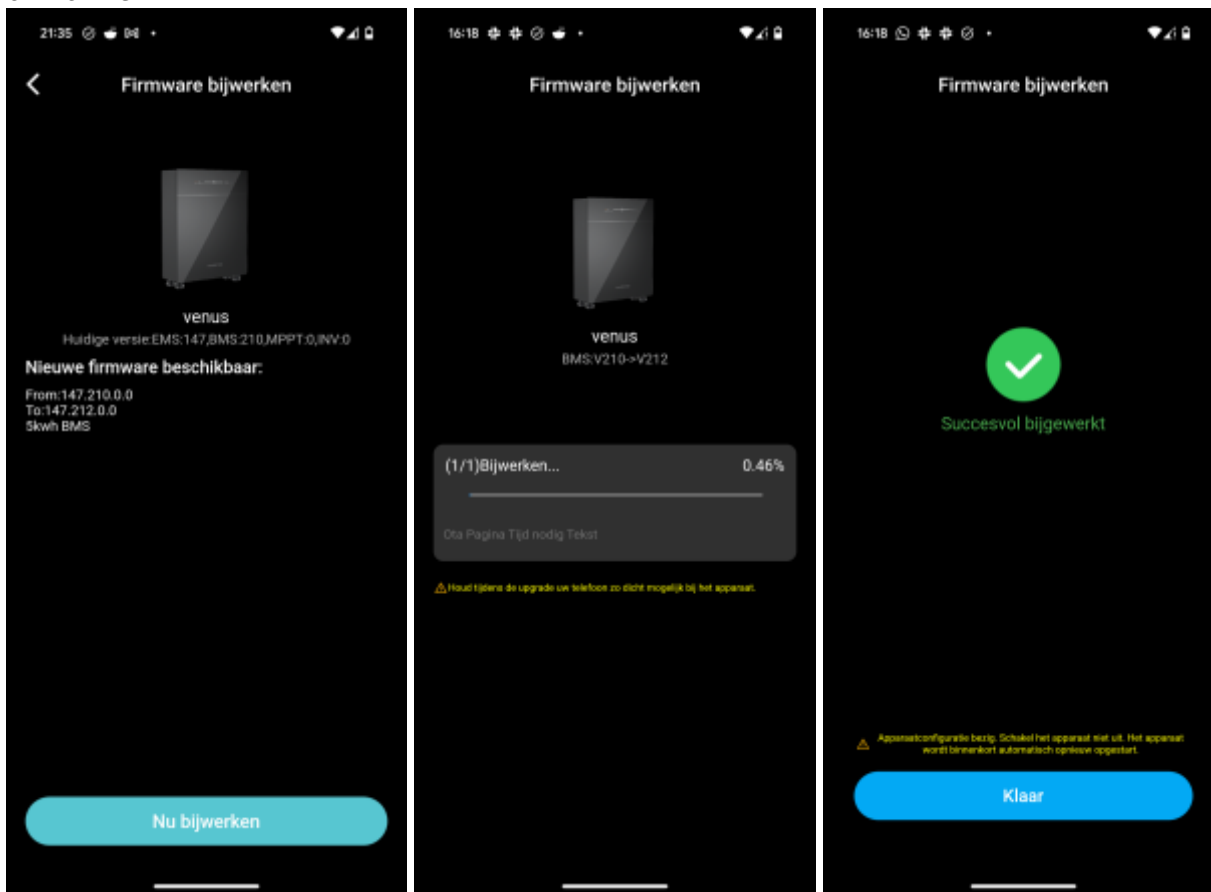 21:35
Firmware bijwerken
venus
Huidige versie:EMS:147,BMS:210,MPPT:0,INV:0
Nieuwe firmware beschikbaar:
From:147.210.0.0
To:147.212.0.0
5kwh BMS
Nu bijwerken
16:18
Firmware bijwerken
venus
BMS:V210->V212
(1/1)Bijwerken... 0.46%
Ota Pagina Tijd nodig Tekst
Houd tijdens de upgrade uw telefoon zo dicht mogelijk bij het apparaat.
16:18
Firmware bijwerken
Succesvol bijgewerkt
Apparaatconfiguratie bezig. Schakel het apparaat niet uit. Het apparaat
wordt binnenkort automatisch opnieuw opgestart.
Klaar